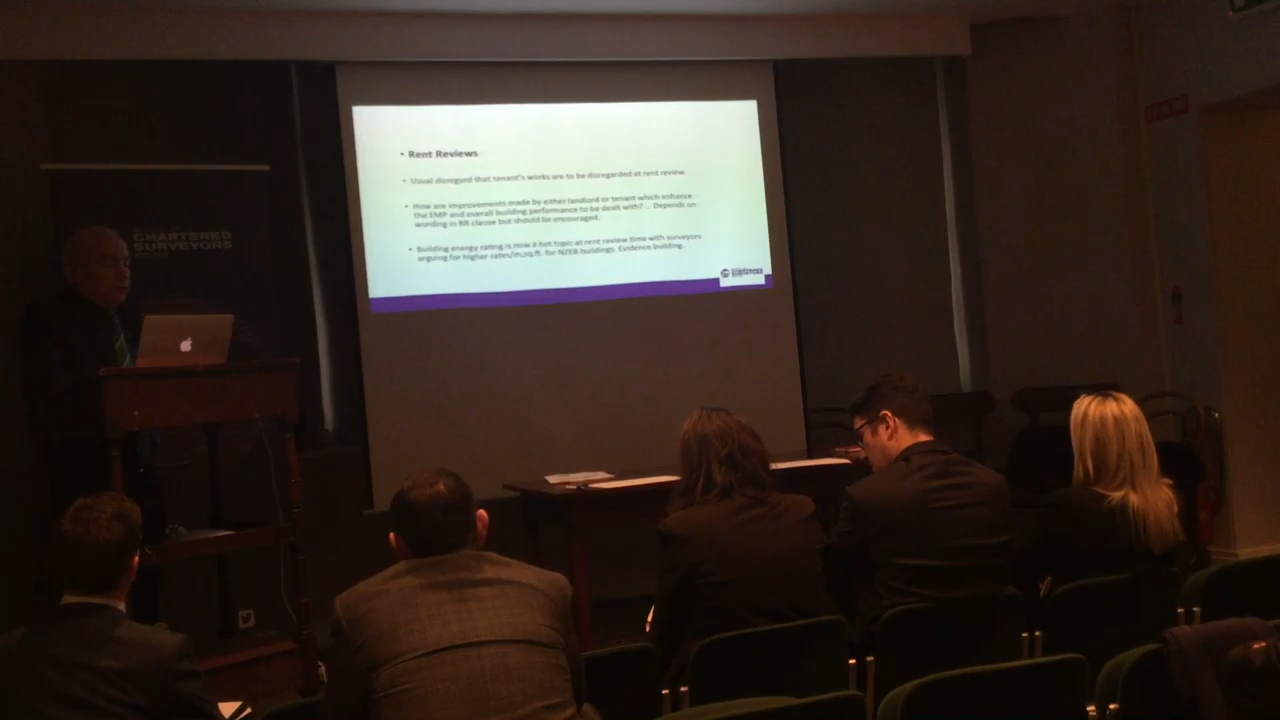 • Rent Reviews
• Usual disregard that tenant's works are to be disregarded at rent review.
• How are improvements made by either landlord or tenant which enhance
the EMP and overall building performance to be dealt with? ... Depends on
wording in RR clause but should be encouraged.
• Building energy rating is now a hot topic at rent review time with surveyors
arguing for higher rates/m,sq.ft. for NZEB buildings. Evidence building.
CHARTERED
SURVEYORS